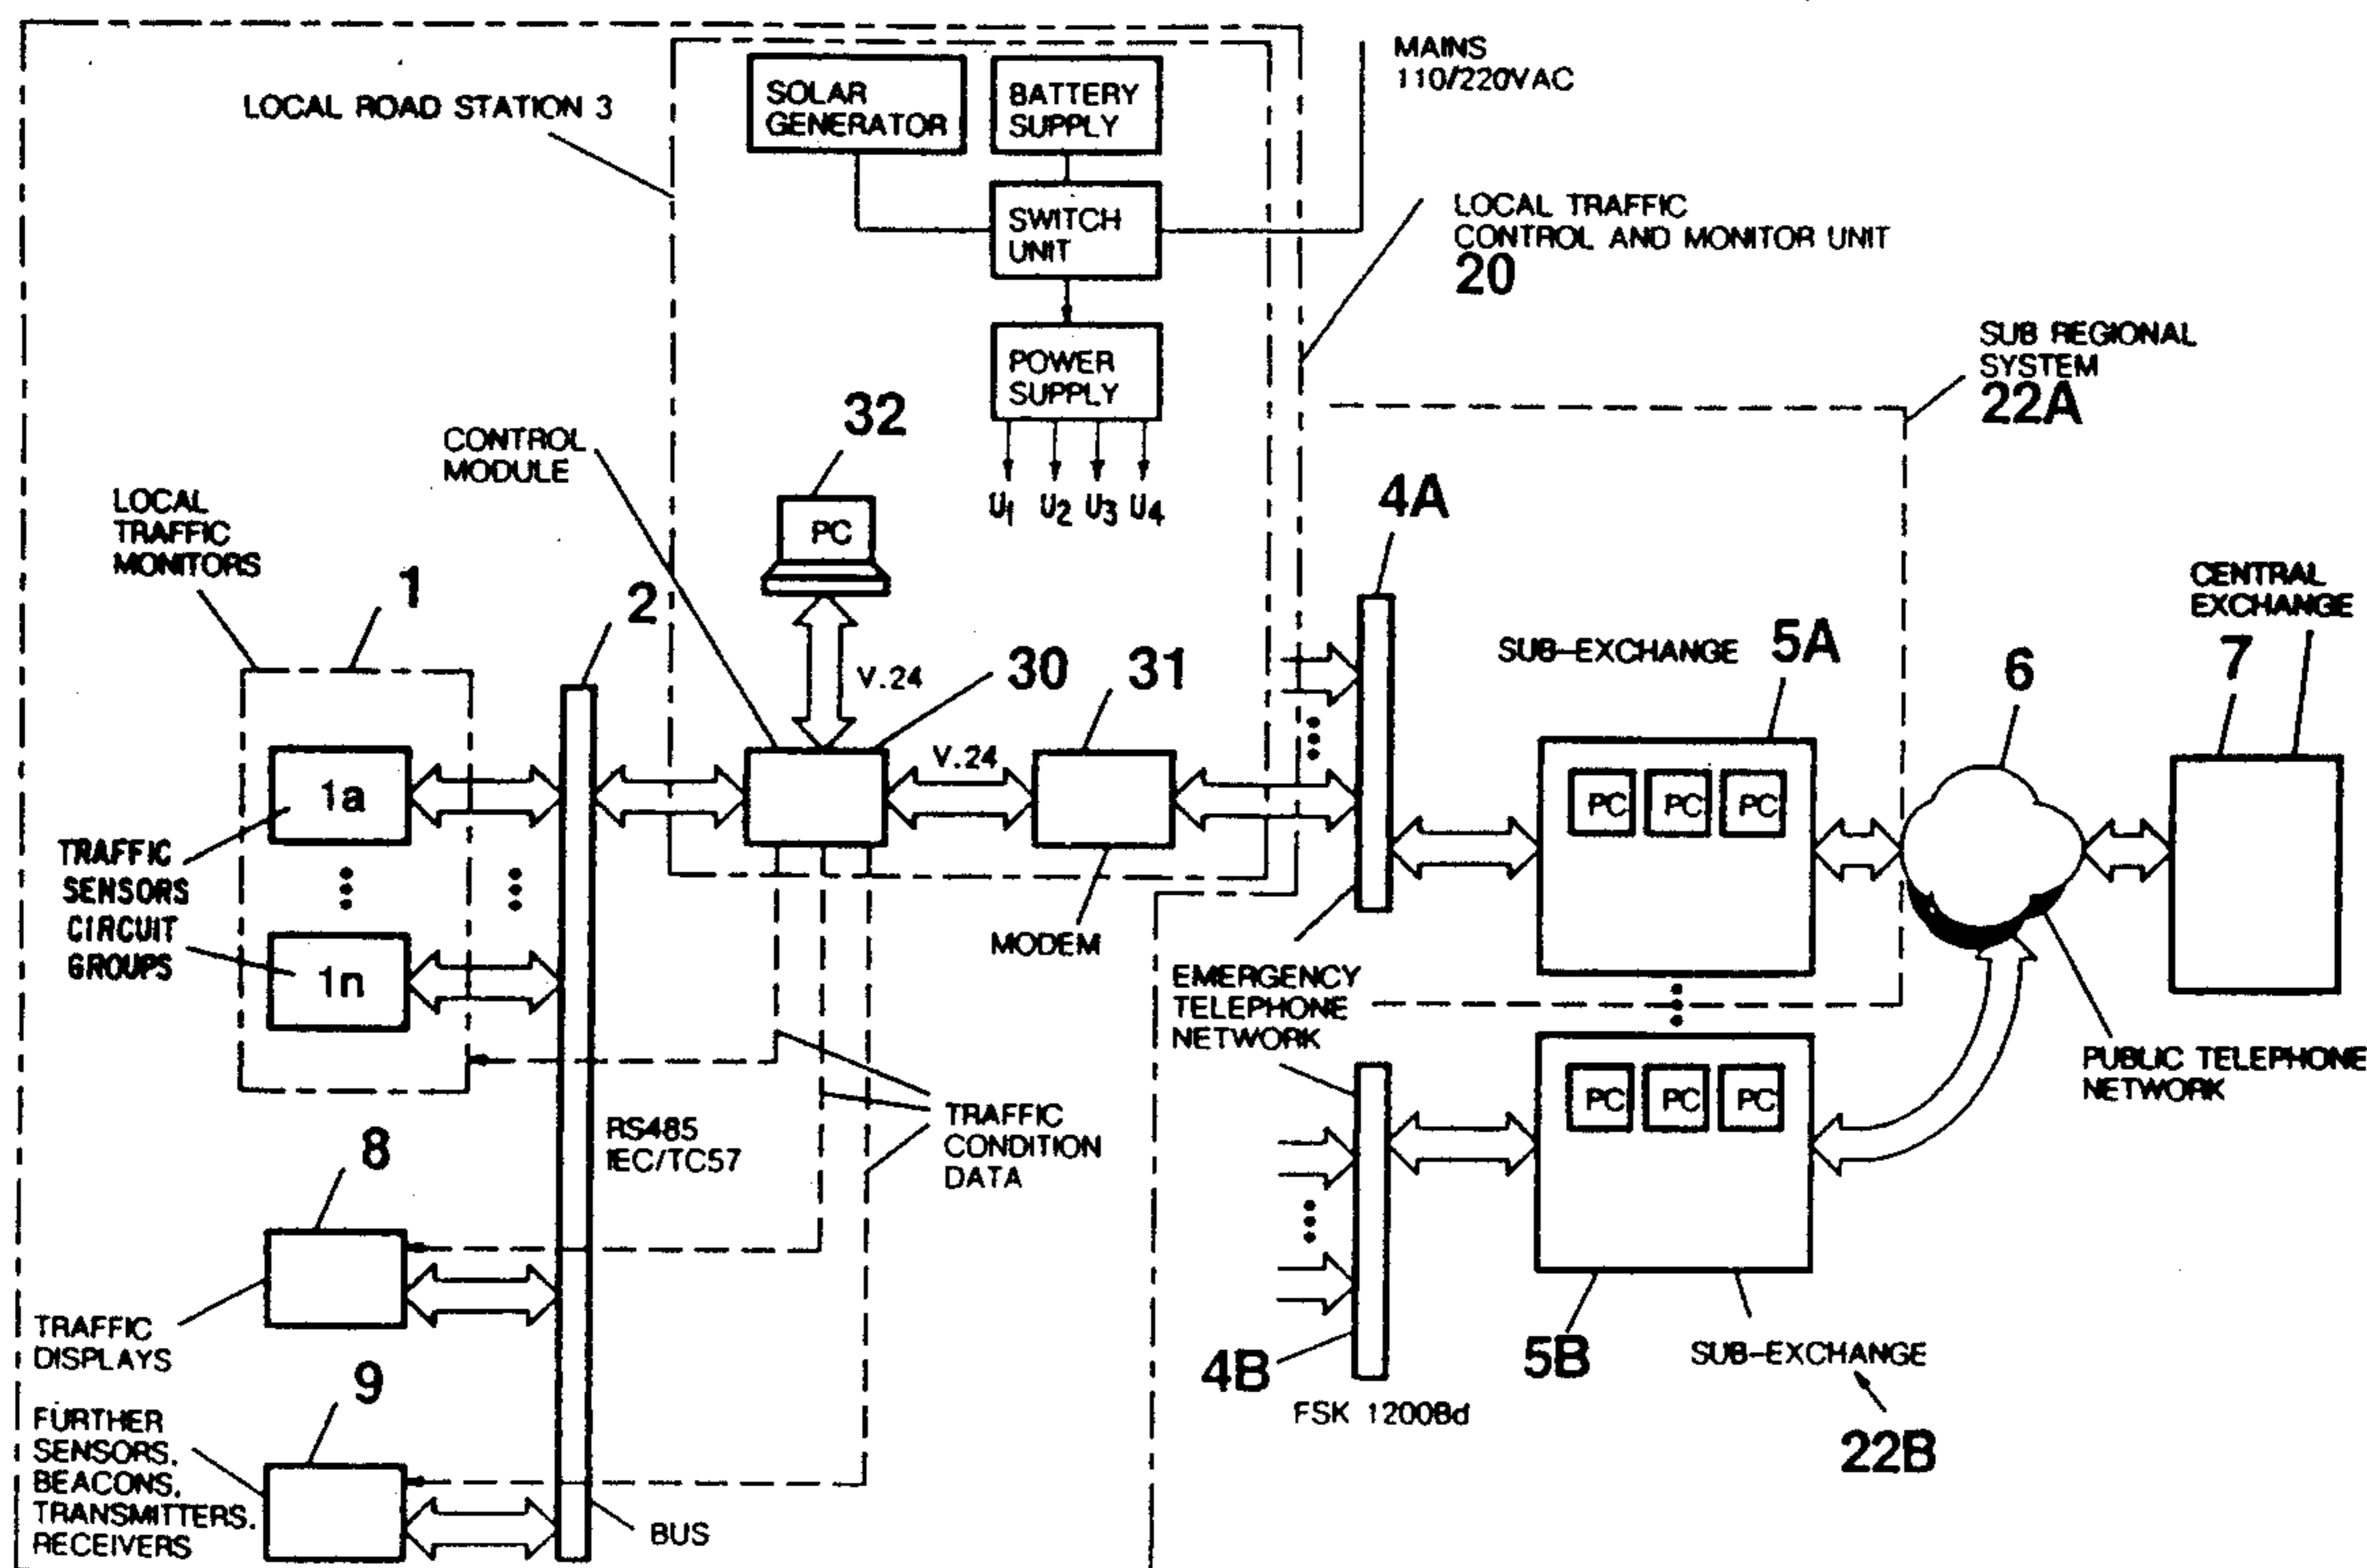 LOCAL ROAD STATION 3
SOLAR
GENERATOR
BATTERY
SUPPLY
MAINS
110/220VAC
SWITCH
UNIT
LOCAL TRAFFIC
CONTROL AND MONITOR UNIT
20
POWER
SUPPLY
SUB REGIONAL
SYSTEM
22A
U1 U2 U3 U4
CONTROL
MODULE
32
PC
LOCAL
TRAFFIC
MONITORS
1
2
V.24
30
V.24
31
4A
SUB-EXCHANGE 5A
PC PC PC
6
CENTRAL
EXCHANGE
7
1a
TRAFFIC
SENSORS
CIRCUIT
GROUPS
1n
MODEM
EMERGENCY
TELEPHONE
NETWORK
PUBLIC TELEPHONE
NETWORK
RS485
IEC/TC57
TRAFFIC
CONDITION
DATA
PC PC PC
8
TRAFFIC
DISPLAYS
4B
FSK 1200Bd
5B
SUB-EXCHANGE
22B
9
FURTHER
SENSORS,
BEACONS,
TRANSMITTERS,
RECEIVERS
BUS